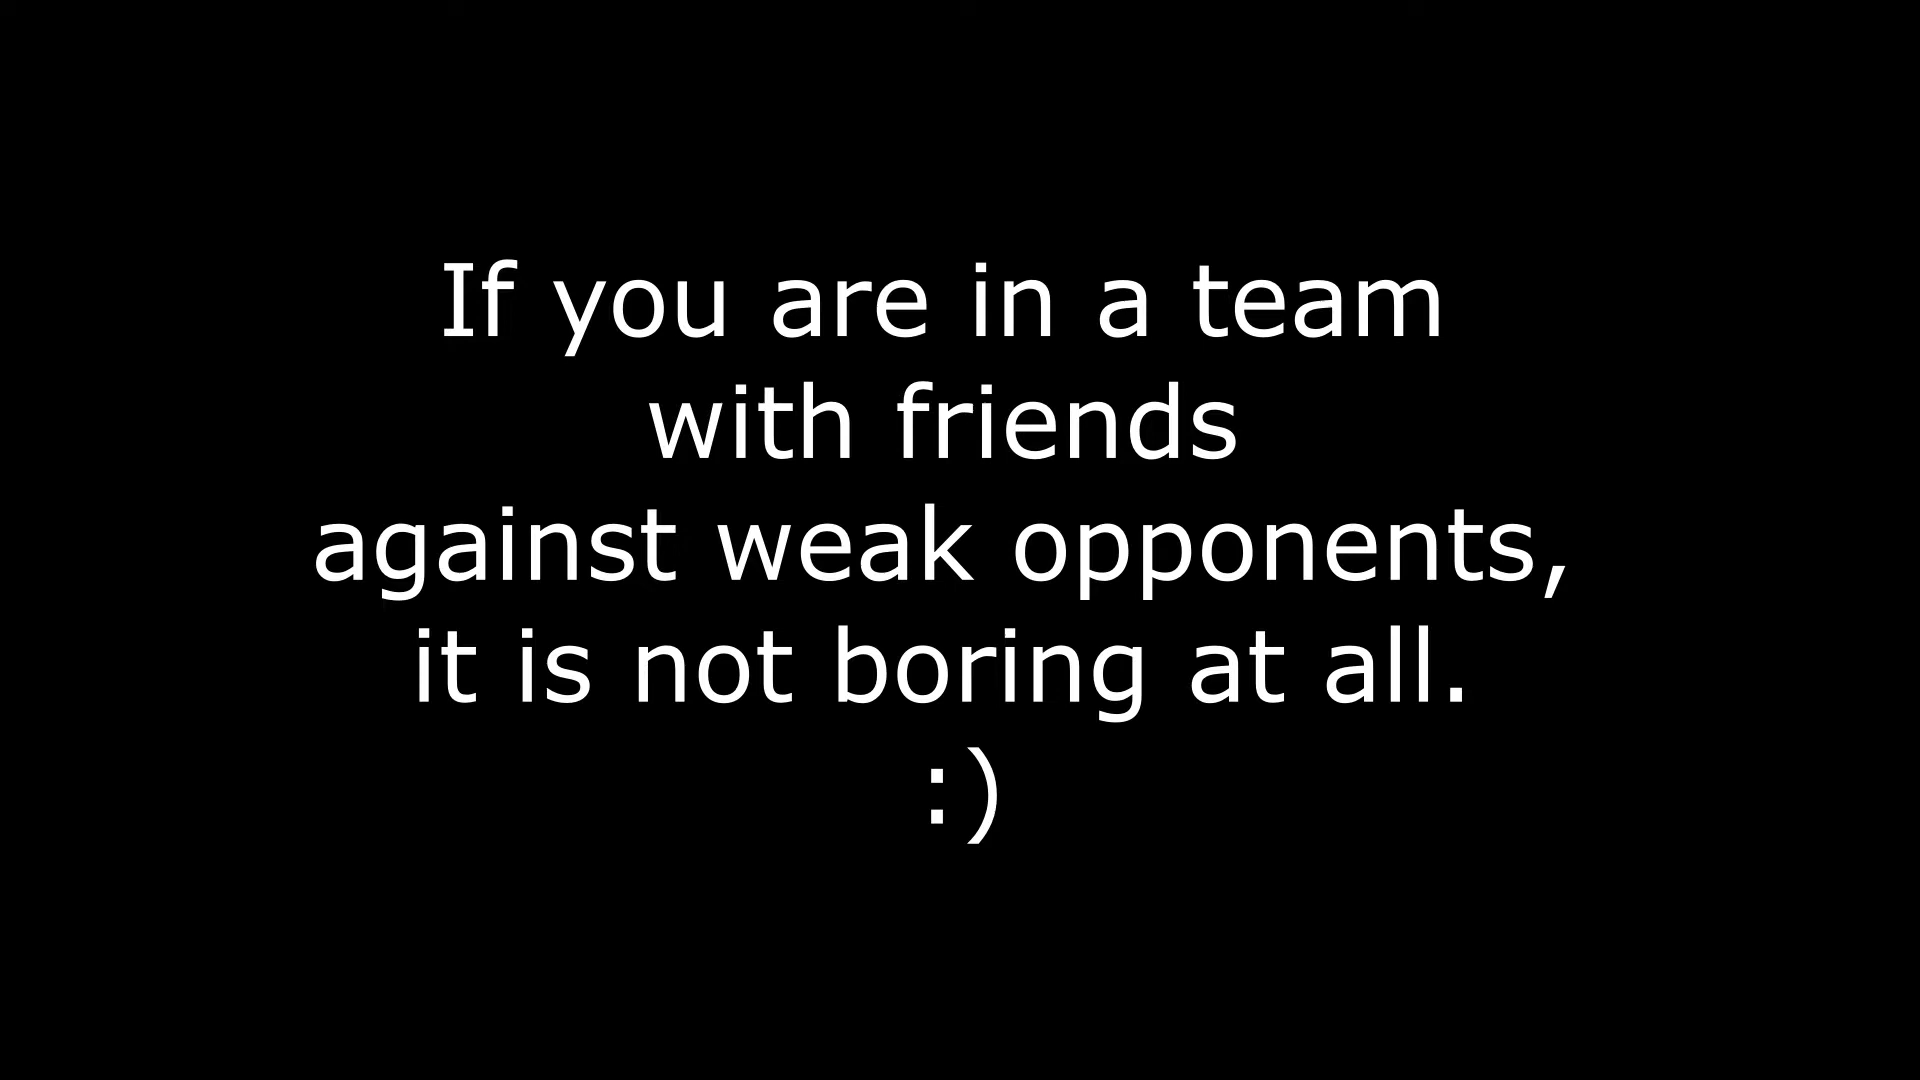 If you are in a team
with friends
against weak opponents,
it is not boring at all.
:)